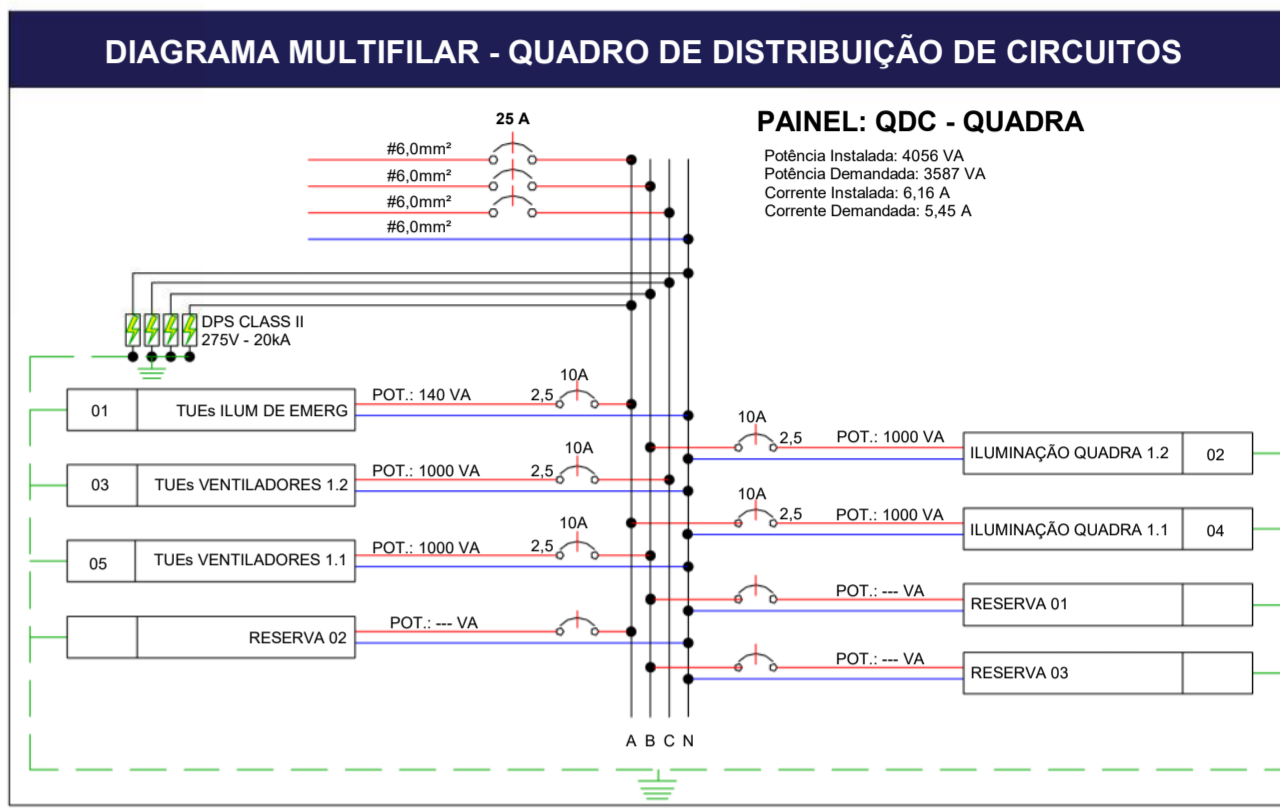 DIAGRAMA MULTIFILAR - QUADRO DE DISTRIBUIÇÃO DE CIRCUITOS
PAINEL: QDC - QUADRA
Potência Instalada: 4056 VA
Potência Demandada: 3587 VA
Corrente Instalada: 6,16 A
Corrente Demandada: 5,45 A
25 A
#6,0mm²
#6,0mm²
#6,0mm²
#6,0mm²
DPS CLASS II
275V - 20kA
01 TUEs ILUM DE EMERG POT.: 140 VA 2,5 10A
10A 2,5 POT.: 1000 VA ILUMINAÇÃO QUADRA 1.2 02
03 TUEs VENTILADORES 1.2 POT.: 1000 VA 2,5 10A
10A 2,5 POT.: 1000 VA ILUMINAÇÃO QUADRA 1.1 04
05 TUEs VENTILADORES 1.1 POT.: 1000 VA 2,5 10A
POT.: --- VA RESERVA 01
RESERVA 02 POT.: --- VA
POT.: --- VA RESERVA 03
A B C N